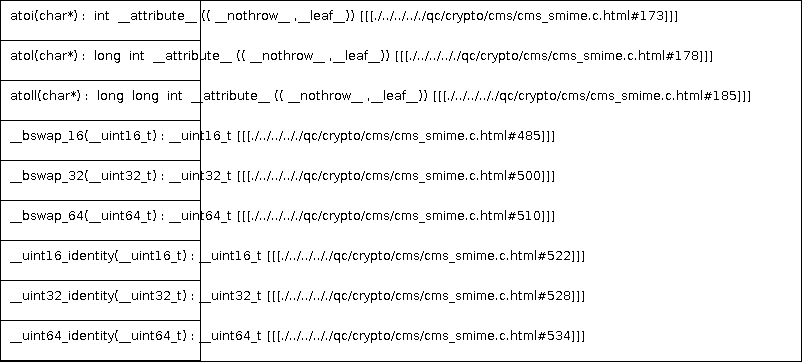 atoi(char*) : int __attribute__ (( __nothrow__ ,__leaf__)) [[[./../../././qc/crypto/cms/cms_smime.c.html#173]]]
atol(char*) : long int __attribute__ (( __nothrow__ ,__leaf__)) [[[./../../././qc/crypto/cms/cms_smime.c.html#178]]]
atoll(char*) : long long int __attribute__ (( __nothrow__ ,__leaf__)) [[[./../../././qc/crypto/cms/cms_smime.c.html#185]]]
__bswap_16(__uint16_t) : __uint16_t [[[./../../.././qc/crypto/cms/cms_smime.c.html#485]]]
__bswap_32(__uint32_t) : __uint32_t [[[./../../.././qc/crypto/cms/cms_smime.c.html#500]]]
__bswap_64(__uint64_t) : __uint64_t [[[./../../.././qc/crypto/cms/cms_smime.c.html#510]]]
__uint16_identity(__uint16_t) : __uint16_t [[[./../../.././qc/crypto/cms/cms_smime.c.html#522]]]
__uint32_identity(__uint32_t) : __uint32_t [[[./../../.././qc/crypto/cms/cms_smime.c.html#528]]]
__uint64_identity(__uint64_t) : __uint64_t [[[./../../.././qc/crypto/cms/cms_smime.c.html#534]]]